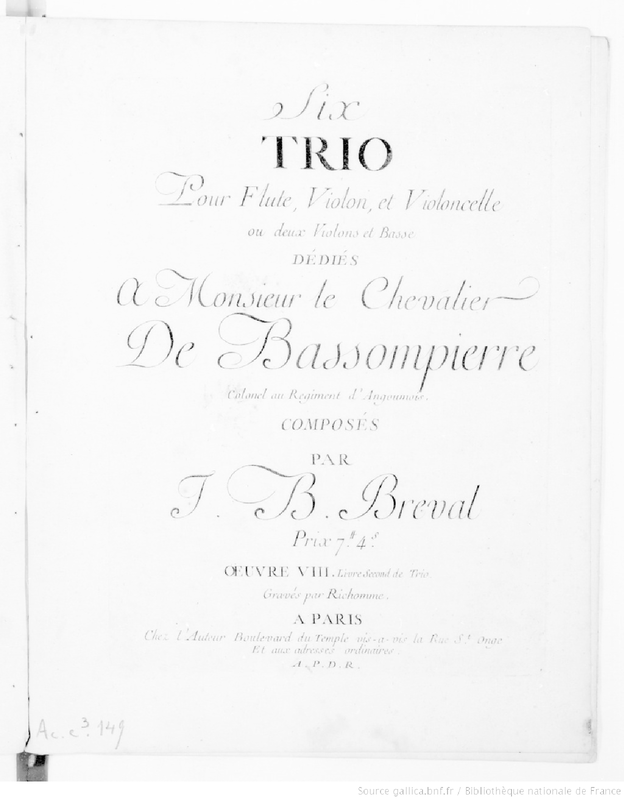 Six
TRIO
Pour Flute, Violon, et Violoncelle
ou deux Violons et Basse
DÉDIÉS
A Monsieur le Chevalier
De Bassompierre
Colonel au Regiment d'Angoumois.
COMPOSÉS
PAR
J. B. Breval
Prix 7.# 4.s
ŒUVRE VIII. Livre Second de Trio
Gravés par Richomme.
A PARIS
Chez L'Auteur Boulevard du Temple vis-a-vis la Rue St.
Et aux adresses ordinaires.
A. P. D. R.
Ac. e3. 149
Source gallica.bnf.fr / Bibliothèque nationale de France